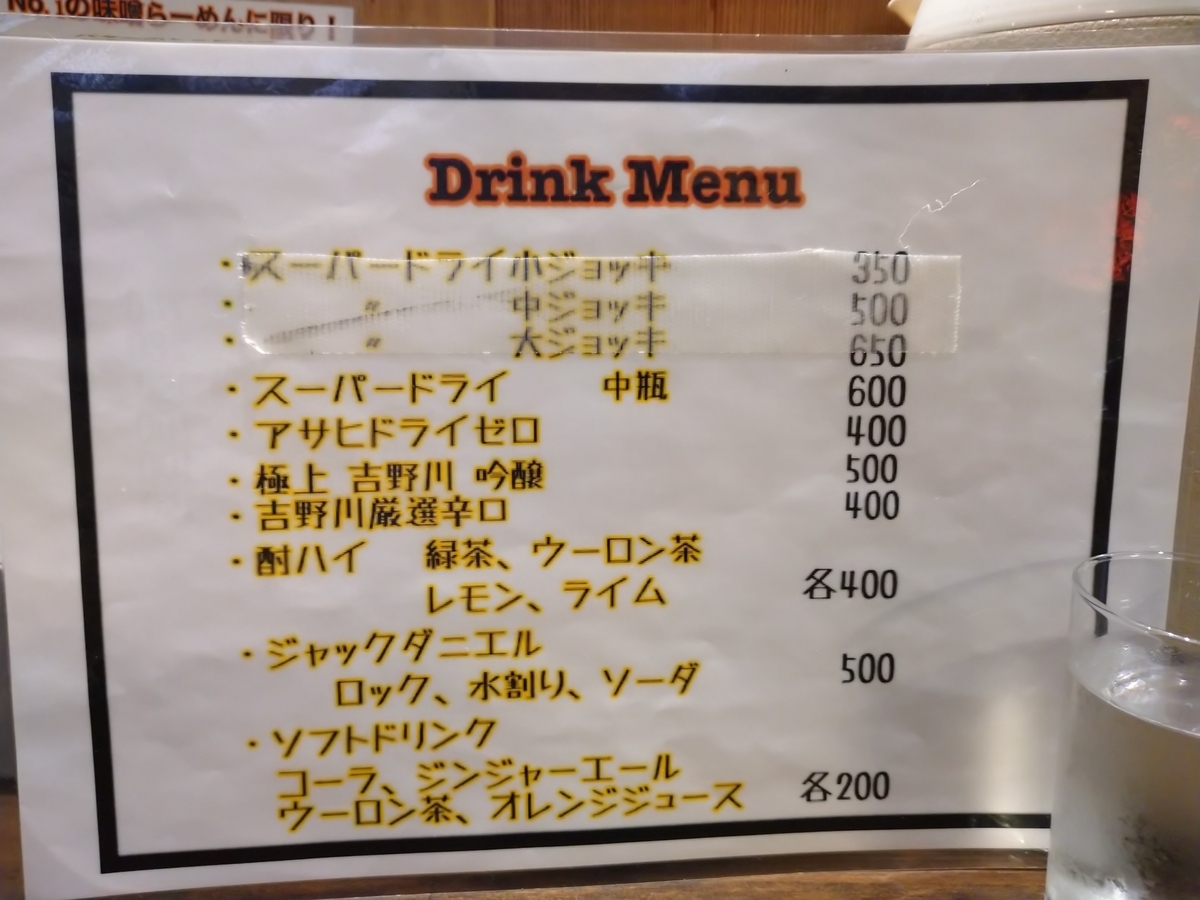 No.1の味噌らーめんに限り！
Drink Menu
・スーパードライ小ジョッキ 350
・〃 中ジョッキ 500
・〃 大ジョッキ 650
・スーパードライ 中瓶 600
・アサヒドライゼロ 400
・極上 吉野川 吟醸 500
・吉野川厳選辛口 400
・酎ハイ 緑茶、ウーロン茶
レモン、ライム 各400
・ジャックダニエル
ロック、水割り、ソーダ 500
・ソフトドリンク
コーラ、ジンジャーエール
ウーロン茶、オレンジジュース 各200